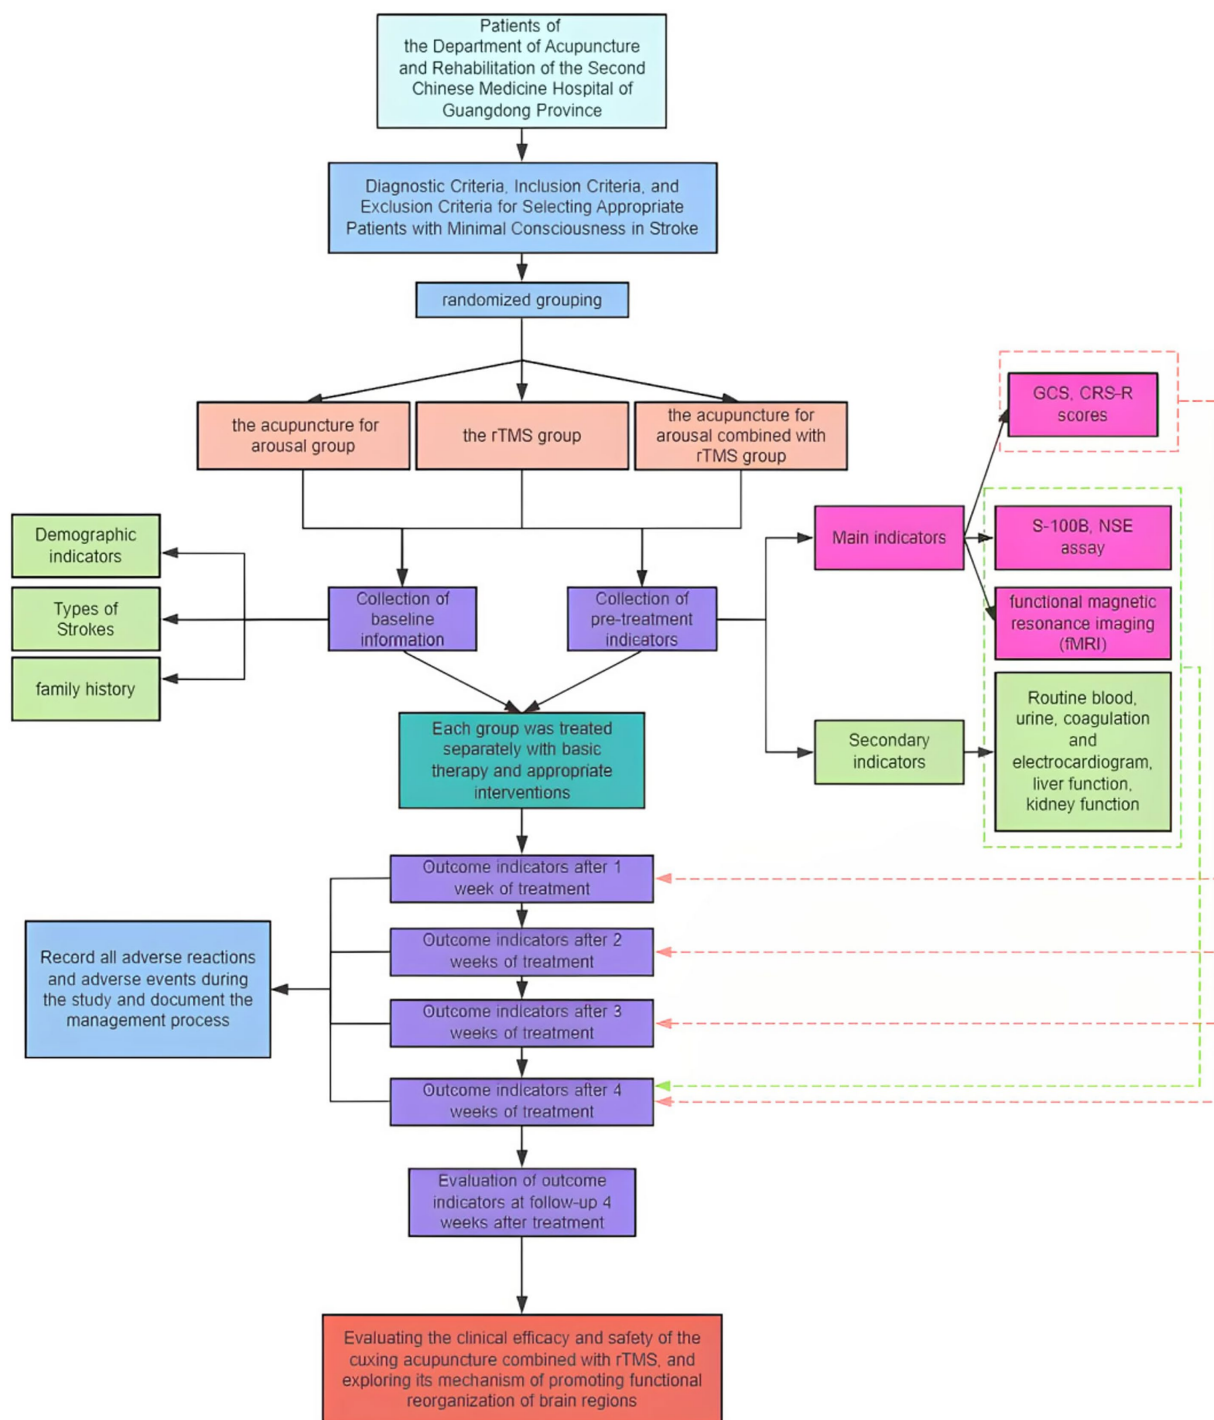 Patients of
the Department of Acupuncture
and Rehabilitation of the Second
Chinese Medicine Hospital of
Guangdong Province
Diagnostic Criteria, Inclusion Criteria, and
Exclusion Criteria for Selecting Appropriate
Patients with Minimal Consciousness in Stroke
randomized grouping
the acupuncture for
arousal group
the rTMS group
the acupuncture for
arousal combined with
rTMS group
GCS, CRS-R
scores
Demographic
indicators
Types of
Strokes
family history
Collection of
baseline
information
Collection of
pre-treatment
indicators
Main indicators
S-100B, NSE
assay
functional magnetic
resonance imaging
(fMRI)
Secondary
indicators
Routine blood,
urine, coagulation
and
electrocardiogram,
liver function,
kidney function
Each group was treated
separately with basic
therapy and appropriate
interventions
Outcome indicators after 1
week of treatment
Outcome indicators after 2
weeks of treatment
Outcome indicators after 3
weeks of treatment
Outcome indicators after 4
weeks of treatment
Record all adverse reactions
and adverse events during
the study and document the
management process
Evaluation of outcome
indicators at follow-up 4
weeks after treatment
Evaluating the clinical efficacy and safety of the
cuxing acupuncture combined with rTMS, and
exploring its mechanism of promoting functional
reorganization of brain regions